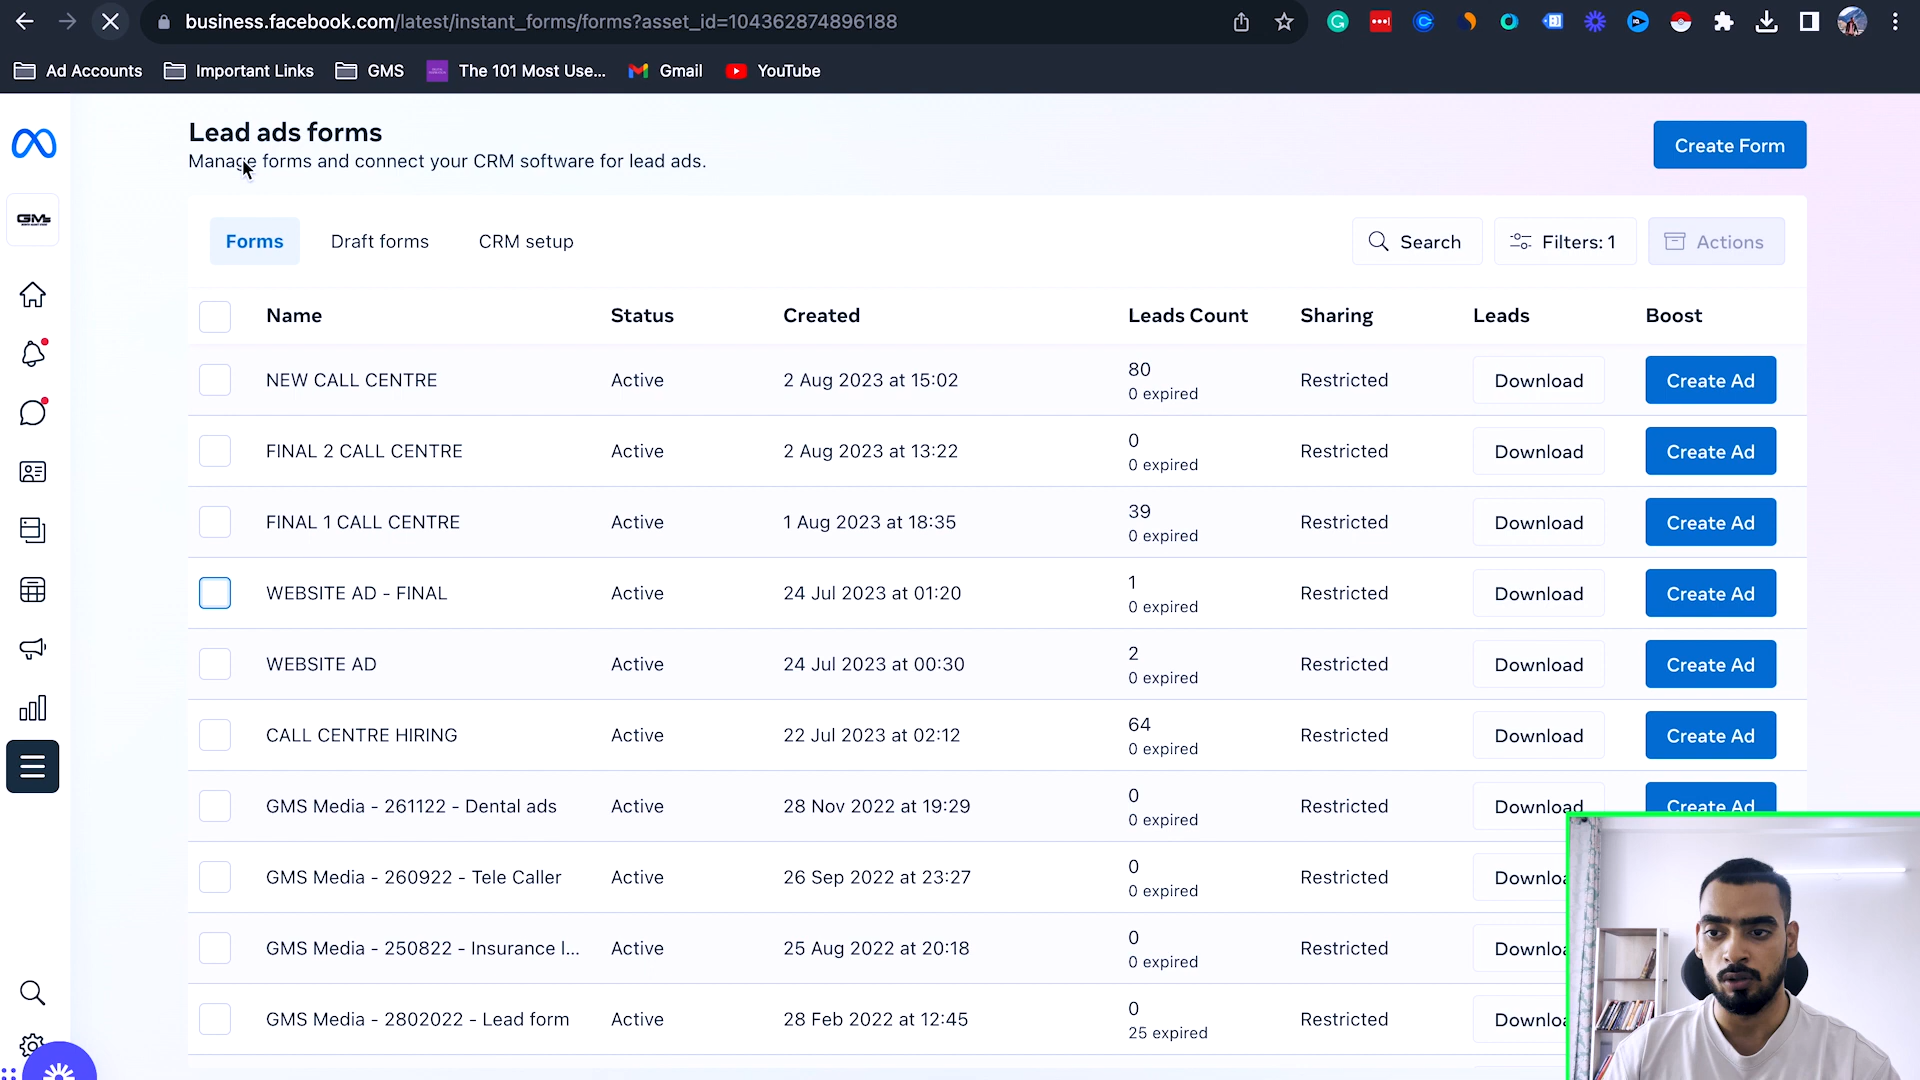 business.facebook.com/latest/instant_forms/forms?asset_id=104362874896188
Ad Accounts Important Links GMS The 101 Most Use... Gmail YouTube
Lead ads forms
Manage forms and connect your CRM software for lead ads.
Create Form
GMs
Forms Draft forms CRM setup Search Filters: 1 Actions
Name Status Created Leads Count Sharing Leads Boost
NEW CALL CENTRE Active 2 Aug 2023 at 15:02 80 Restricted Download Create Ad
0 expired
FINAL 2 CALL CENTRE Active 2 Aug 2023 at 13:22 0 Restricted Download Create Ad
0 expired
FINAL 1 CALL CENTRE Active 1 Aug 2023 at 18:35 39 Restricted Download Create Ad
0 expired
WEBSITE AD - FINAL Active 24 Jul 2023 at 01:20 1 Restricted Download Create Ad
0 expired
WEBSITE AD Active 24 Jul 2023 at 00:30 2 Restricted Download Create Ad
0 expired
CALL CENTRE HIRING Active 22 Jul 2023 at 02:12 64 Restricted Download Create Ad
0 expired
GMS Media - 261122 - Dental ads Active 28 Nov 2022 at 19:29 0 Restricted Download Create Ad
0 expired
GMS Media - 260922 - Tele Caller Active 26 Sep 2022 at 23:27 0 Restricted Downloa
0 expired
GMS Media - 250822 - Insurance l... Active 25 Aug 2022 at 20:18 0 Restricted Downloa
0 expired
GMS Media - 2802022 - Lead form Active 28 Feb 2022 at 12:45 0 Restricted Downloa
25 expired